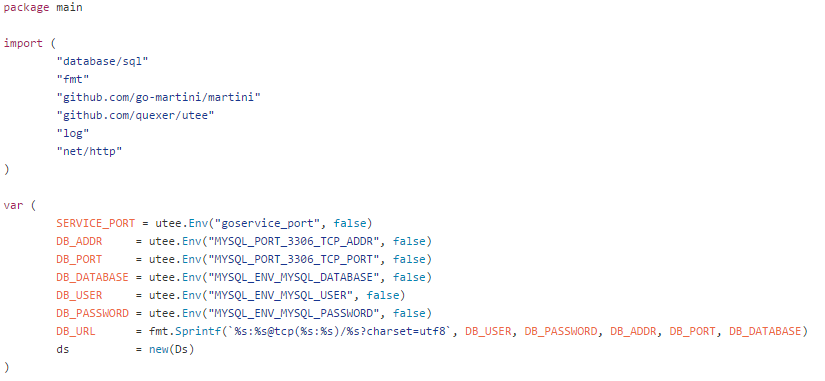 package main
import (
"database/sql"
"fmt"
"github.com/go-martini/martini"
"github.com/quexer/utee"
"log"
"net/http"
)
var (
SERVICE_PORT = utee.Env("goservice_port", false)
DB_ADDR     = utee.Env("MYSQL_PORT_3306_TCP_ADDR", false)
DB_PORT     = utee.Env("MYSQL_PORT_3306_TCP_PORT", false)
DB_DATABASE = utee.Env("MYSQL_ENV_MYSQL_DATABASE", false)
DB_USER     = utee.Env("MYSQL_ENV_MYSQL_USER", false)
DB_PASSWORD = utee.Env("MYSQL_ENV_MYSQL_PASSWORD", false)
DB_URL      = fmt.Sprintf(`%s:%s@tcp(%s:%s)/%s?charset=utf8`, DB_USER, DB_PASSWORD, DB_ADDR, DB_PORT, DB_DATABASE)
ds          = new(Ds)
)